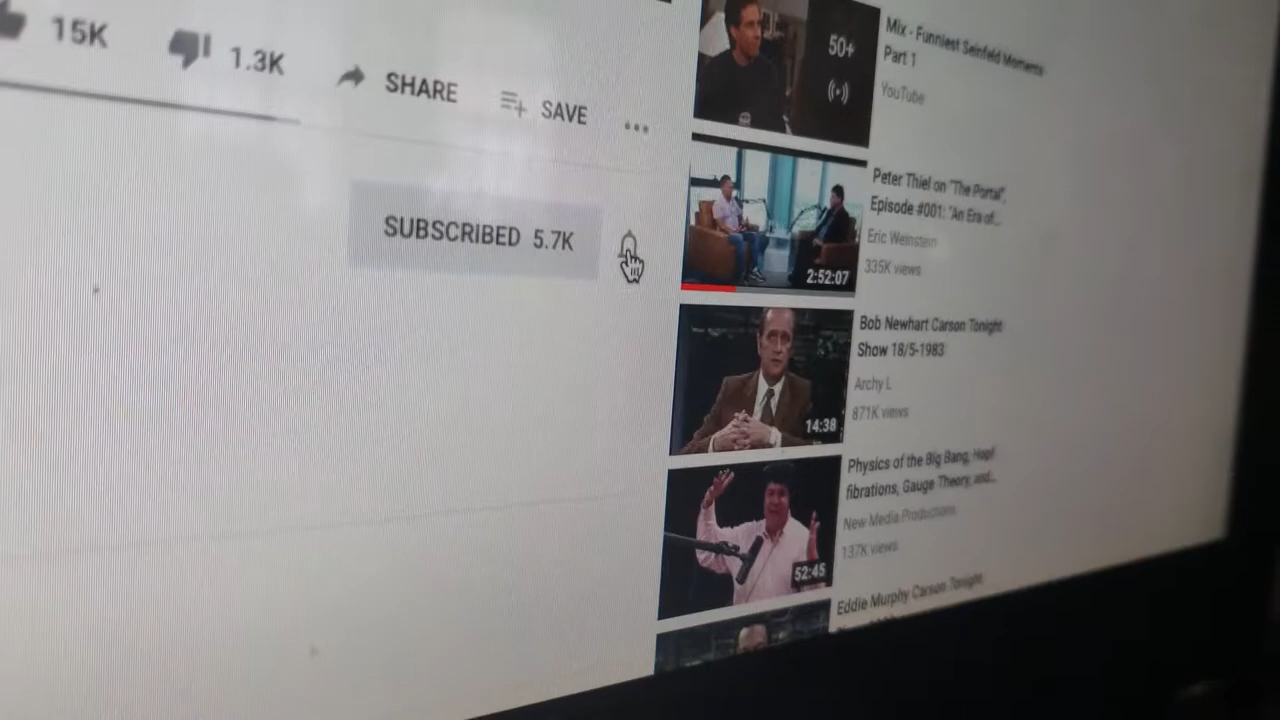 15K
1.3K
SHARE
SAVE
SUBSCRIBED 5.7K
50+
Mix - Funniest Seinfeld Moments
Part 1
YouTube
2:52:07
Peter Thiel on "The Portal",
Episode #001: "An Era of...
Eric Weinstein
335K views
14:38
Bob Newhart Carson Tonight
Show 18/5-1983
Archy L
871K views
52:45
Physics of the Big Bang, Hopf
fibrations, Gauge Theory, and...
New Media Productions
137K views
Eddie Murphy Carson Tonight